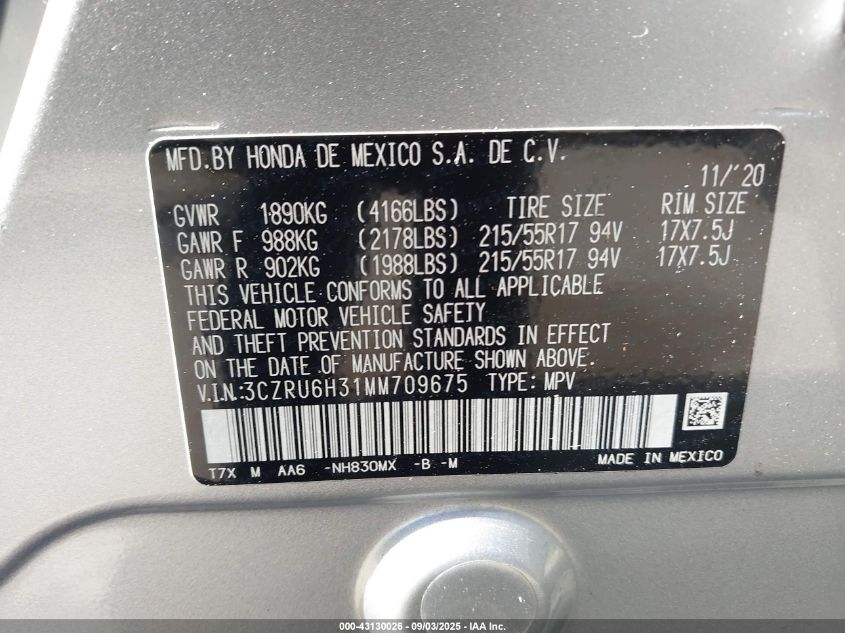 MFD.BY HONDA DE MEXICO S.A. DE C.V.
11/'20
GVWR 1890KG (4166LBS) TIRE SIZE RIM SIZE
GAWR F 988KG (2178LBS) 215/55R17 94V 17X7.5J
GAWR R 902KG (1988LBS) 215/55R17 94V 17X7.5J
THIS VEHICLE CONFORMS TO ALL APPLICABLE
FEDERAL MOTOR VEHICLE SAFETY
AND THEFT PREVENTION STANDARDS IN EFFECT
ON THE DATE OF MANUFACTURE SHOWN ABOVE.
V.I.N.:3CZRU6H31MM709675 TYPE: MPV
T7X M AA6 -NH830MX -B -M MADE IN MEXICO
000-43130026 - 09/03/2025 - IAA Inc.